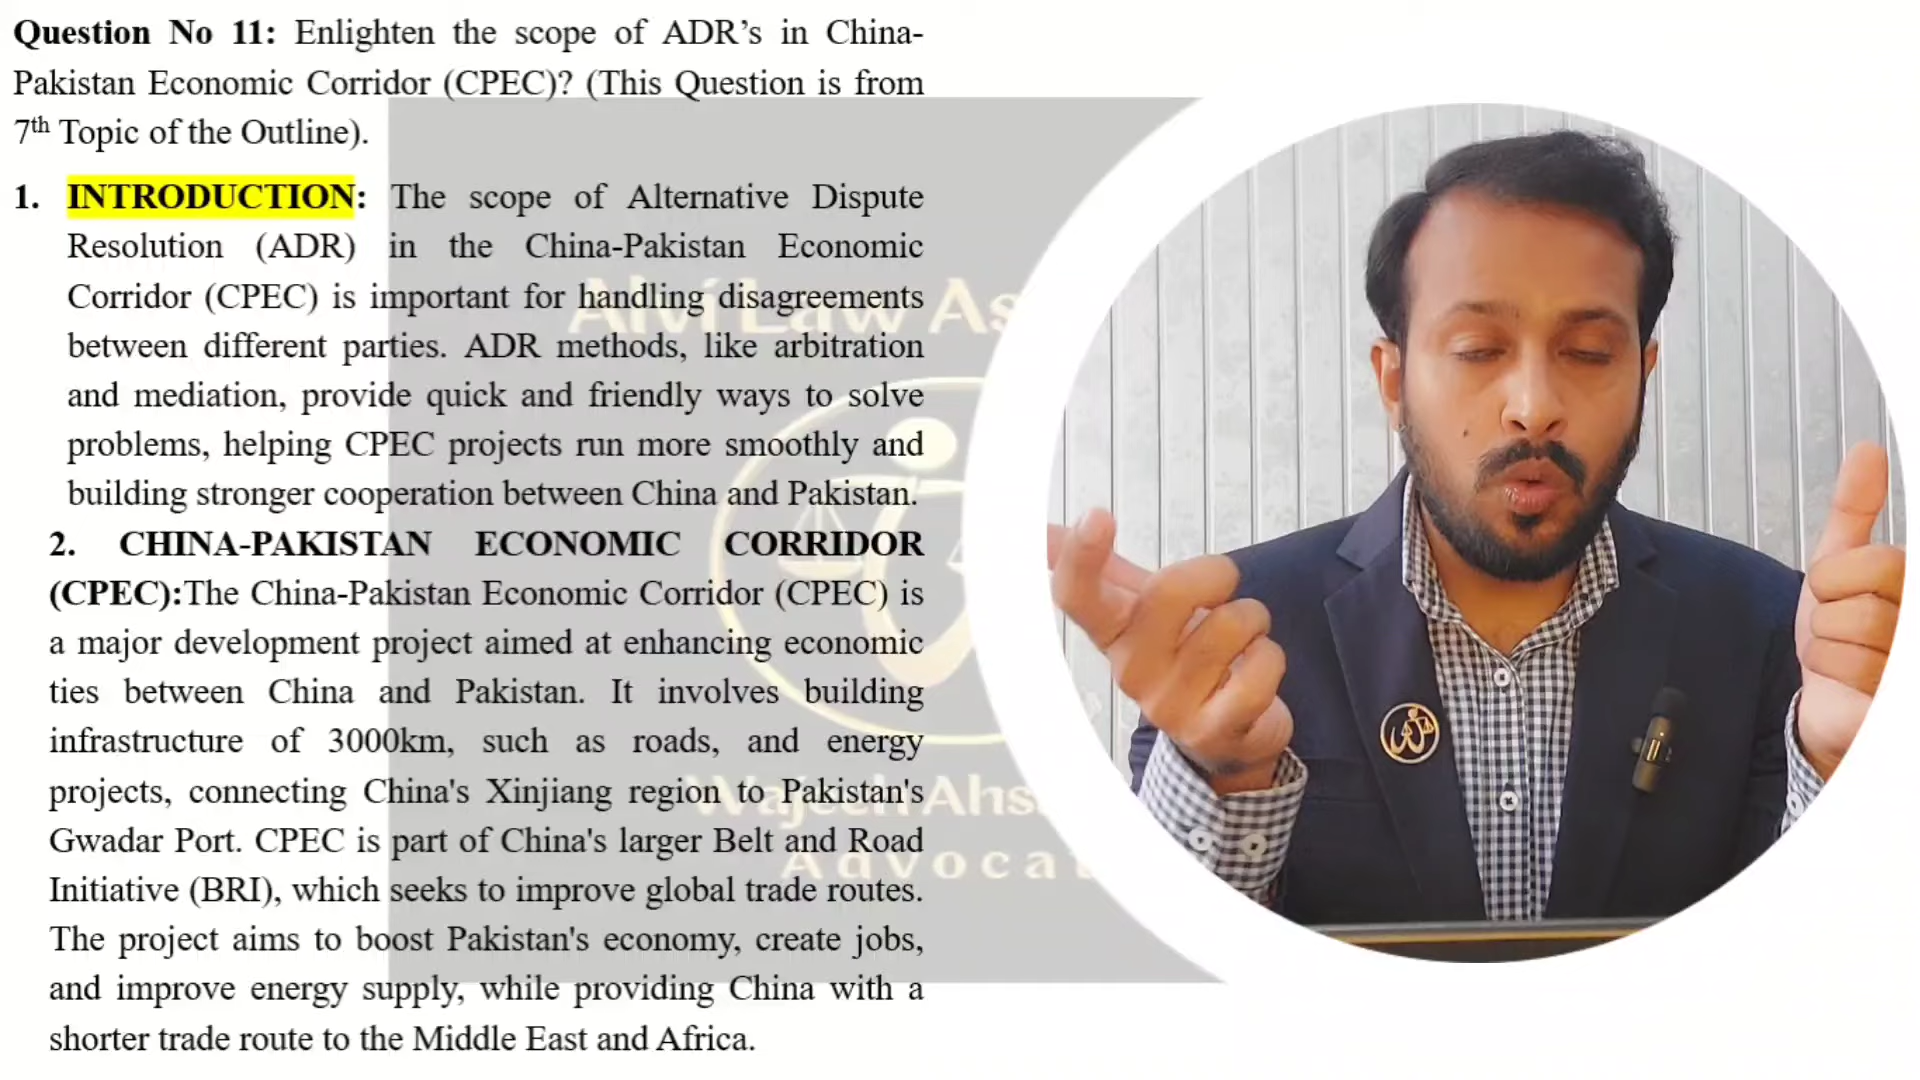 Question No 11: Enlighten the scope of ADR’s in China-
Pakistan Economic Corridor (CPEC)? (This Question is from
7th Topic of the Outline).
1. INTRODUCTION: The scope of Alternative Dispute
Resolution (ADR) in the China-Pakistan Economic
Corridor (CPEC) is important for handling disagreements
between different parties. ADR methods, like arbitration
and mediation, provide quick and friendly ways to solve
problems, helping CPEC projects run more smoothly and
building stronger cooperation between China and Pakistan.
2. CHINA-PAKISTAN ECONOMIC CORRIDOR
(CPEC):The China-Pakistan Economic Corridor (CPEC) is
a major development project aimed at enhancing economic
ties between China and Pakistan. It involves building
infrastructure of 3000km, such as roads, and energy
projects, connecting China's Xinjiang region to Pakistan's
Gwadar Port. CPEC is part of China's larger Belt and Road
Initiative (BRI), which seeks to improve global trade routes.
The project aims to boost Pakistan's economy, create jobs,
and improve energy supply, while providing China with a
shorter trade route to the Middle East and Africa.
Alvi Law As
Wajeeh Ahs
Advocat